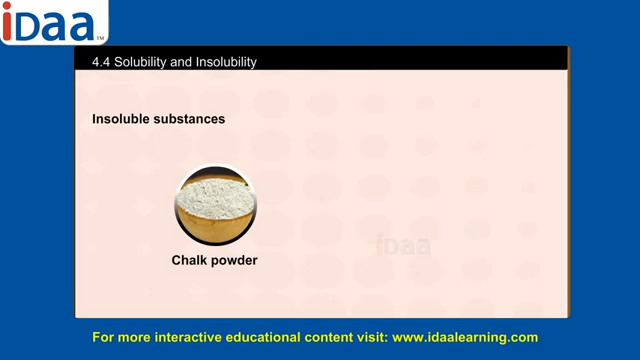 iDaa
TM
4.4 Solubility and Insolubility
Insoluble substances
iDaa
Chalk powder
For more interactive educational content visit: www.idaalearning.com